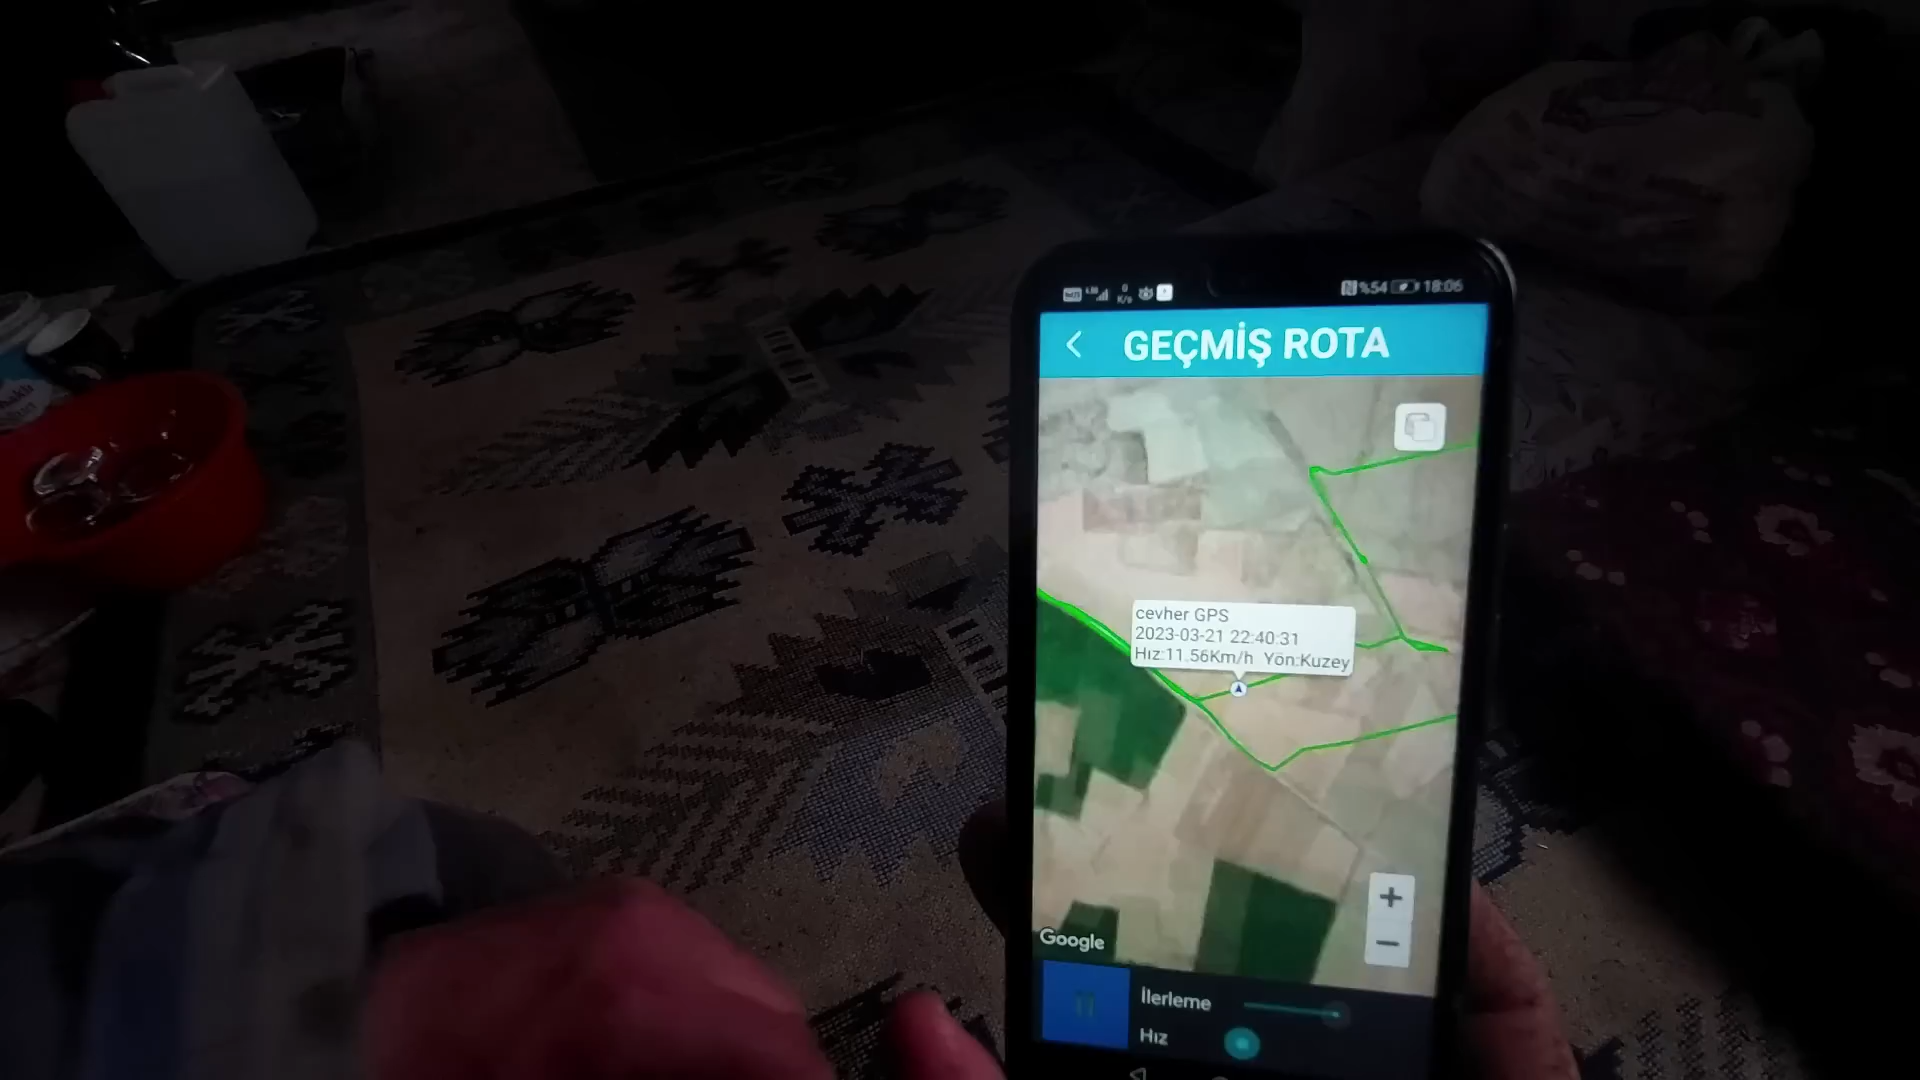 %54 18:06
GEÇMİŞ ROTA
cevher GPS
2023-03-21 22:40:31
Hız:11.56Km/h Yön:Kuzey
Google
İlerleme
Hız